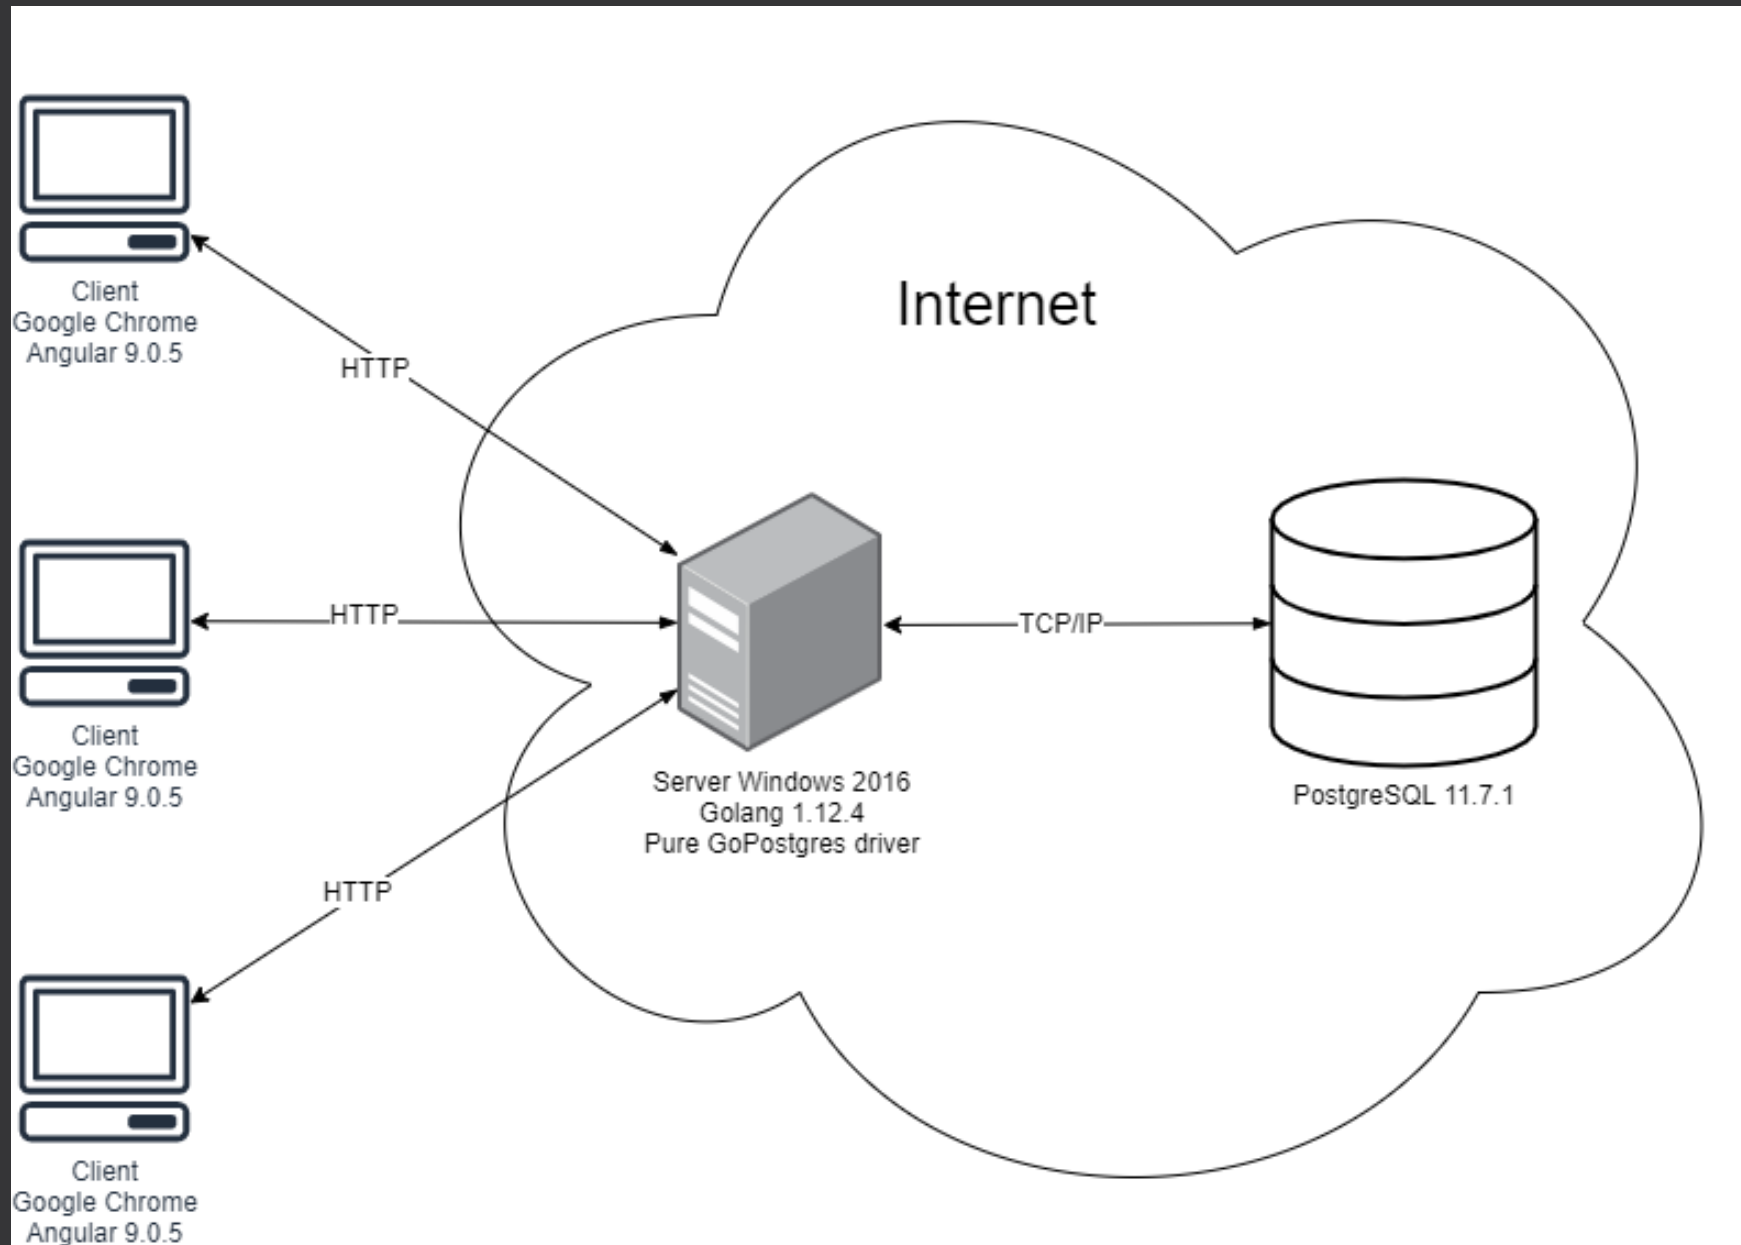 Client
Google Chrome
Angular 9.0.5
HTTP
Internet
Client
Google Chrome
Angular 9.0.5
HTTP
TCP/IP
Server Windows 2016
Golang 1.12.4
Pure GoPostgres driver
PostgreSQL 11.7.1
HTTP
Client
Google Chrome
Angular 9.0.5